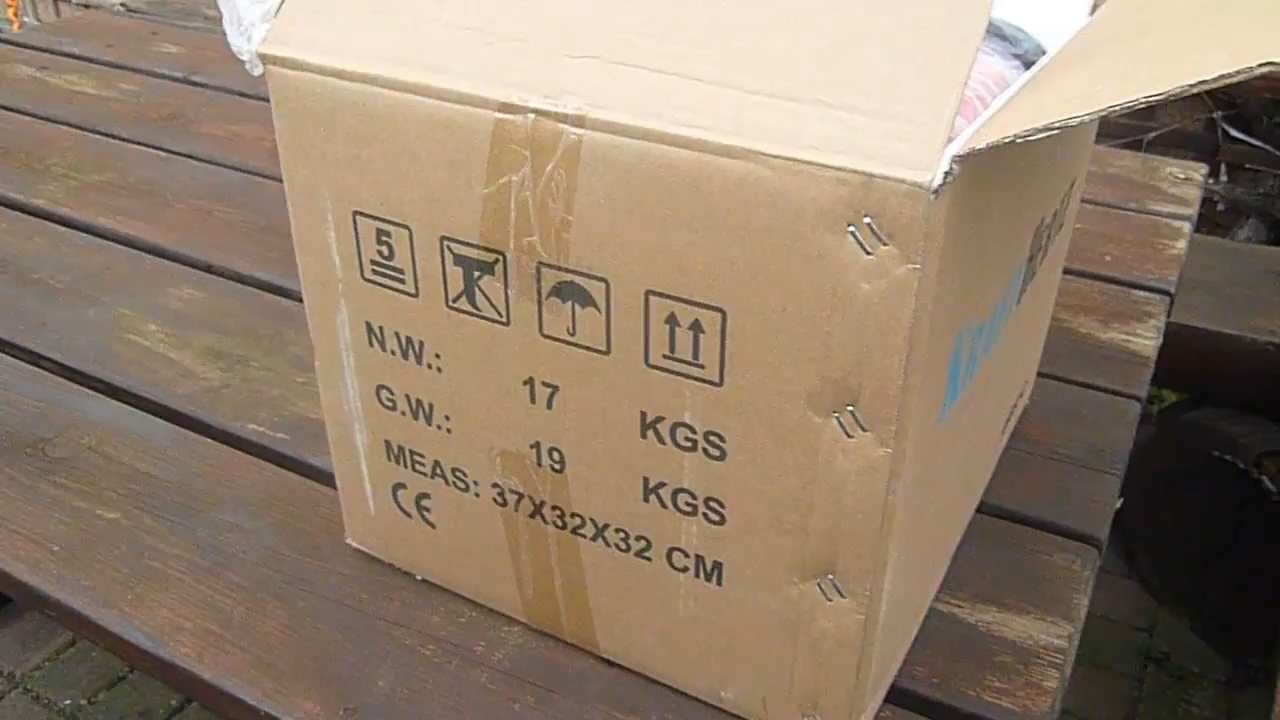 5
N.W.: 17 KGS
G.W.: 19 KGS
MEAS: 37X32X32 CM
CE